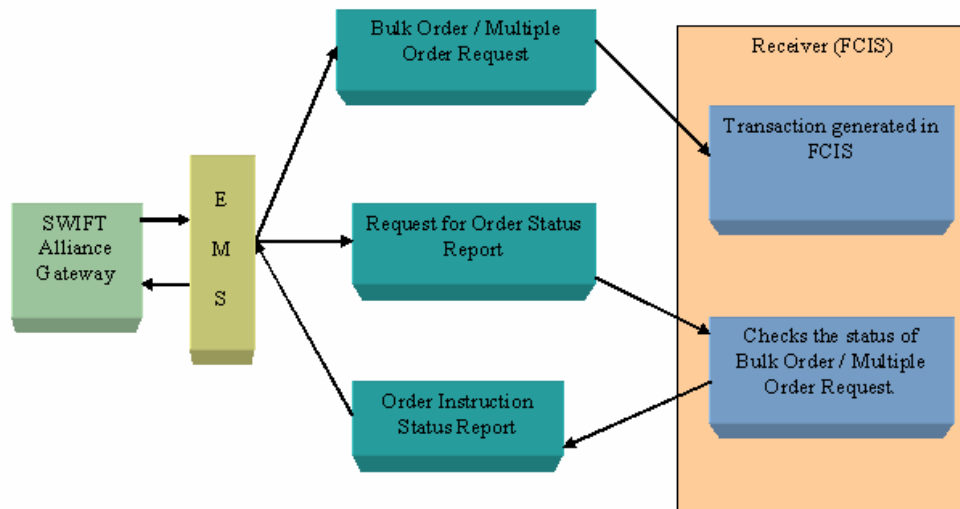 SWIFT
Alliance
Gateway
E
M
S
Bulk Order / Multiple
Order Request
Request for Order Status
Report
Order Instruction
Status Report
Receiver (FCIS)
Transaction generated in
FCIS
Checks the status of
Bulk Order / Multiple
Order Request.